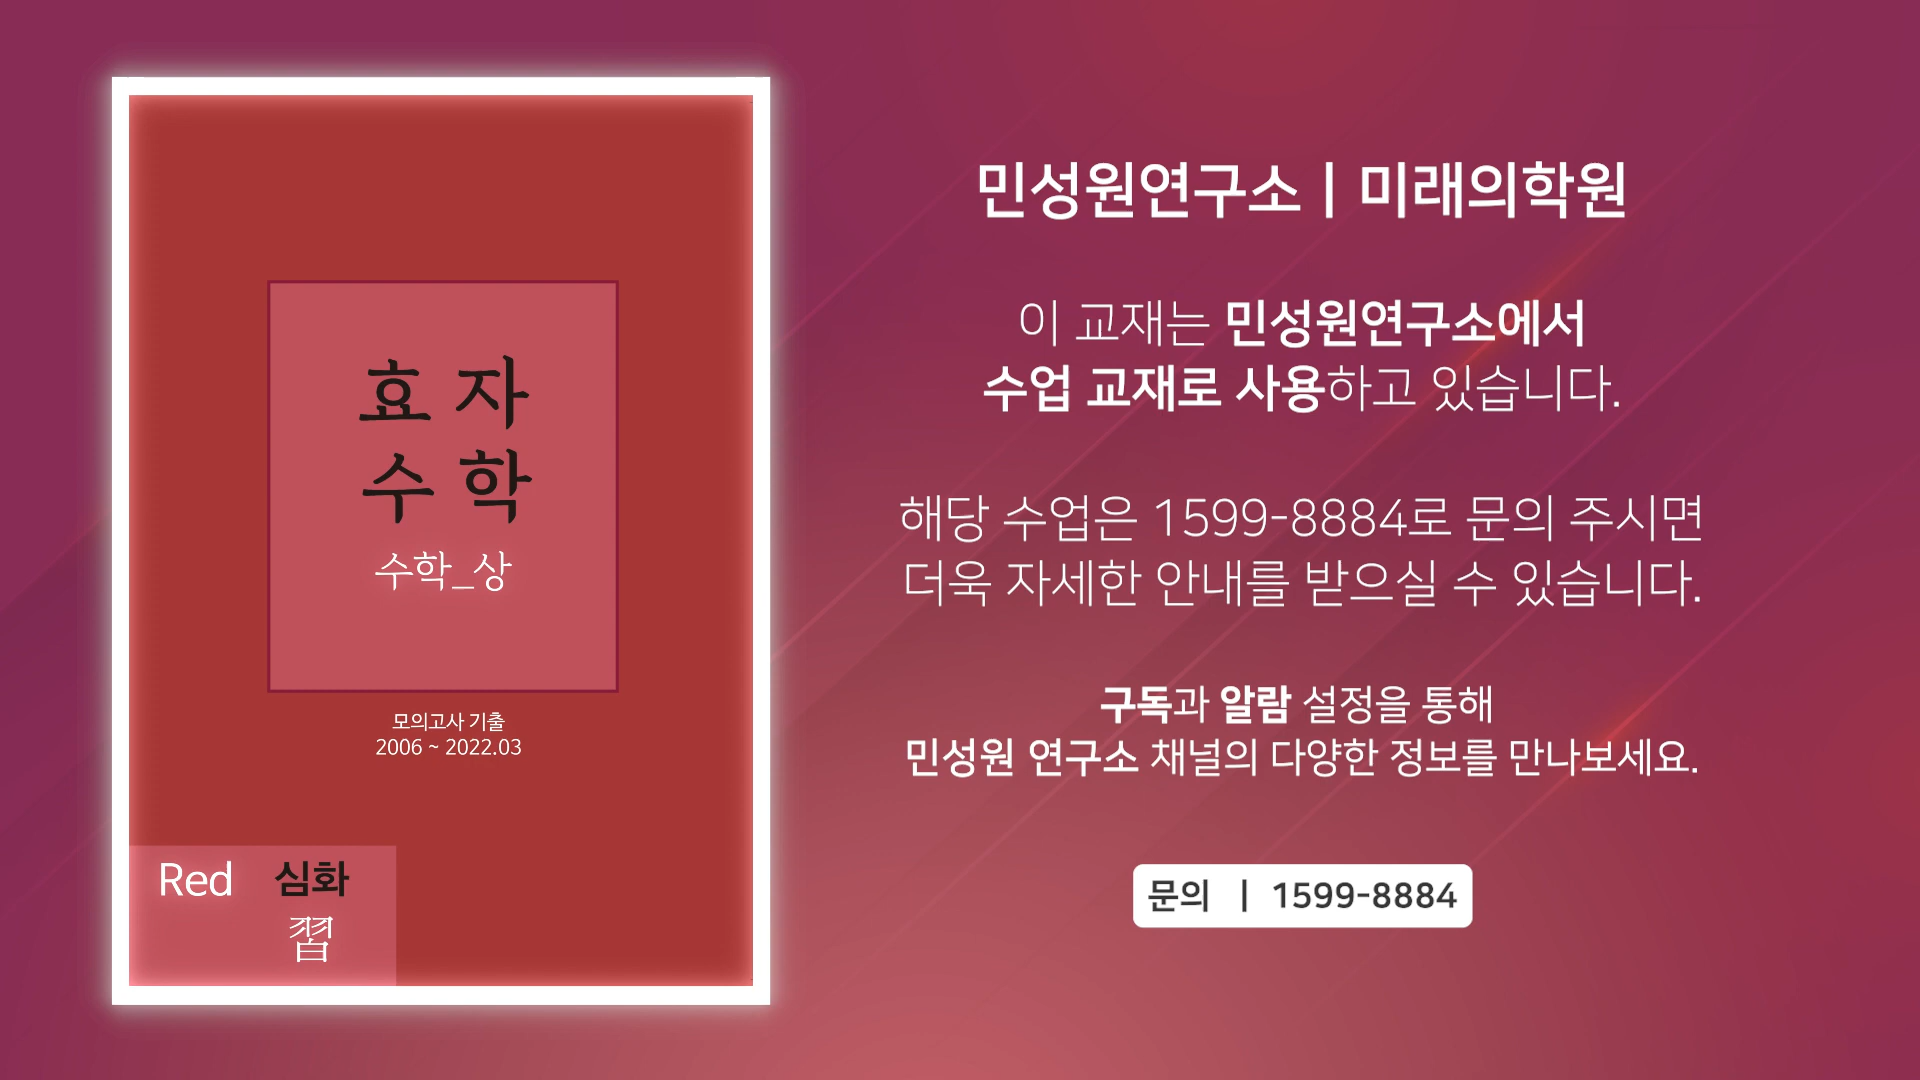 효자
수학
수학_상
모의고사 기출
2006 ~ 2022.03
Red 심화
習
민성원연구소 | 미래의학원
이 교재는 민성원연구소에서
수업 교재로 사용하고 있습니다.
해당 수업은 1599-8884로 문의 주시면
더욱 자세한 안내를 받으실 수 있습니다.
구독과 알람 설정을 통해
민성원 연구소 채널의 다양한 정보를 만나보세요.
문의 | 1599-8884